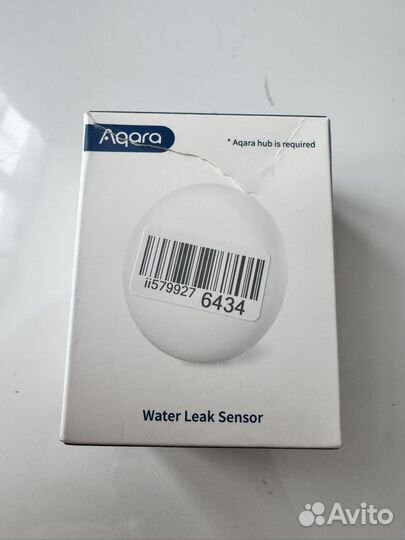 Aqara
* Aqara hub is required
ii579927 6434
Water Leak Sensor
Avito